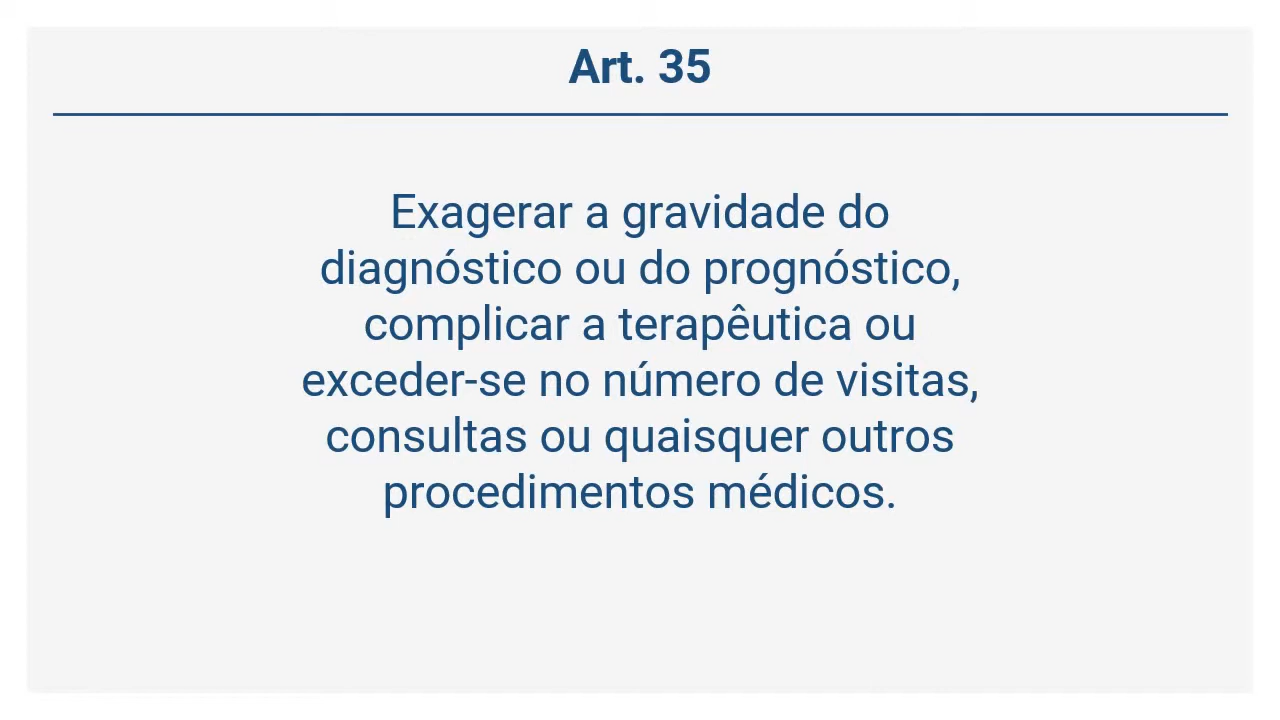 Art. 35
Exagerar a gravidade do
diagnóstico ou do prognóstico,
complicar a terapêutica ou
exceder-se no número de visitas,
consultas ou quaisquer outros
procedimentos médicos.